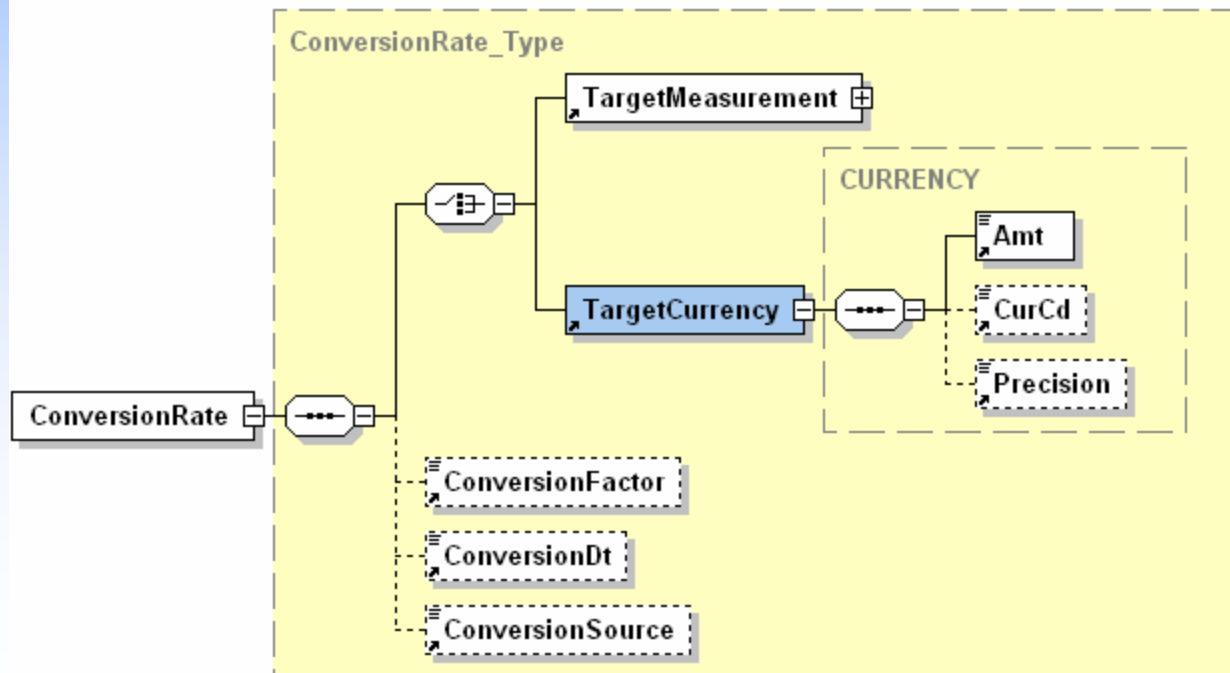 ConversionRate_Type
TargetMeasurement
CURRENCY
Amt
TargetCurrency
CurCd
Precision
ConversionRate
ConversionFactor
ConversionDt
ConversionSource